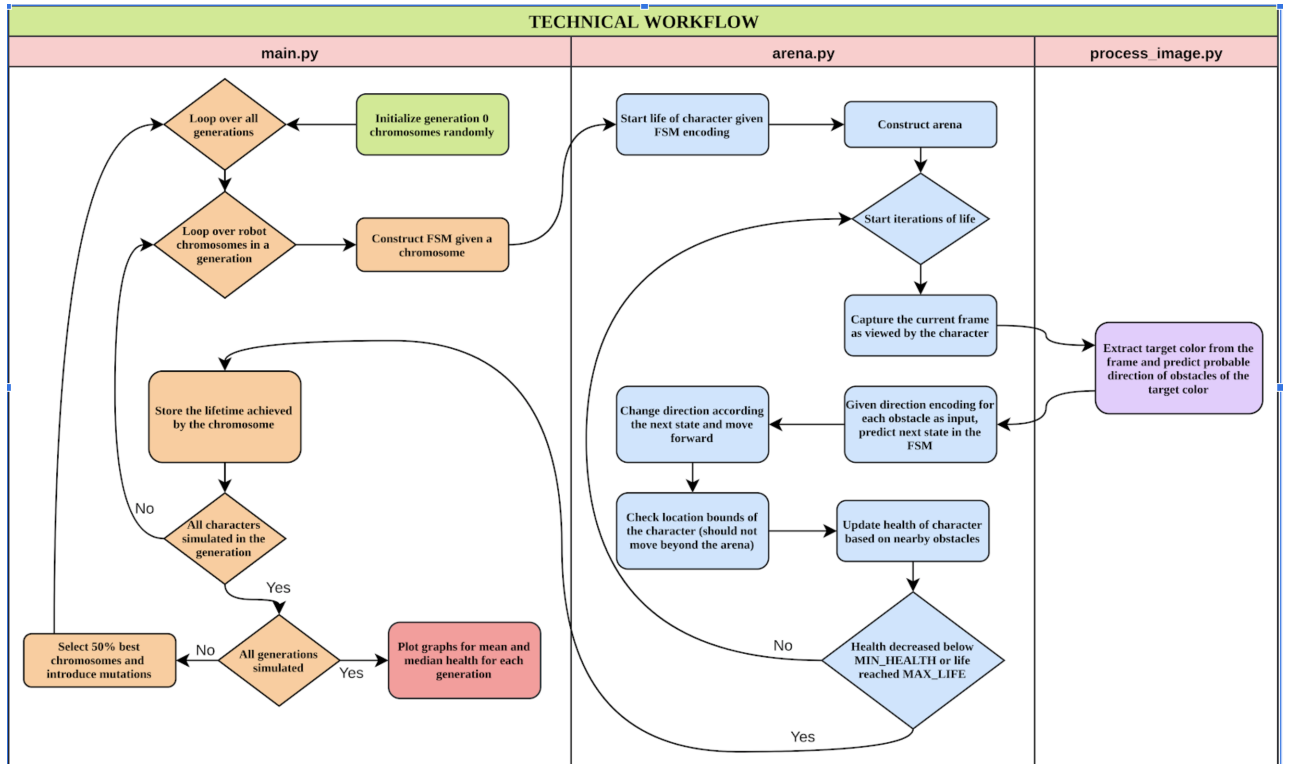 TECHNICAL WORKFLOW
main.py
arena.py
process_image.py
Loop over all
generations
Initialize generation 0
chromosomes randomly
Loop over robot
chromosomes in a
generation
Construct FSM given a
chromosome
Store the lifetime achieved
by the chromosome
No
All characters
simulated in the
generation
Yes
Select 50% best
chromosomes and
introduce mutations
No
All generations
simulated
Yes
Plot graphs for mean and
median health for each
generation
Start life of character given
FSM encoding
Construct arena
Start iterations of life
Capture the current frame
as viewed by the character
Extract target color from the
frame and predict probable
direction of obstacles of the
target color
Given direction encoding for
each obstacle as input,
predict next state in the
FSM
Change direction according
the next state and move
forward
Check location bounds of
the character (should not
move beyond the arena)
Update health of character
based on nearby obstacles
No
Health decreased below
MIN_HEALTH or life
reached MAX_LIFE
Yes